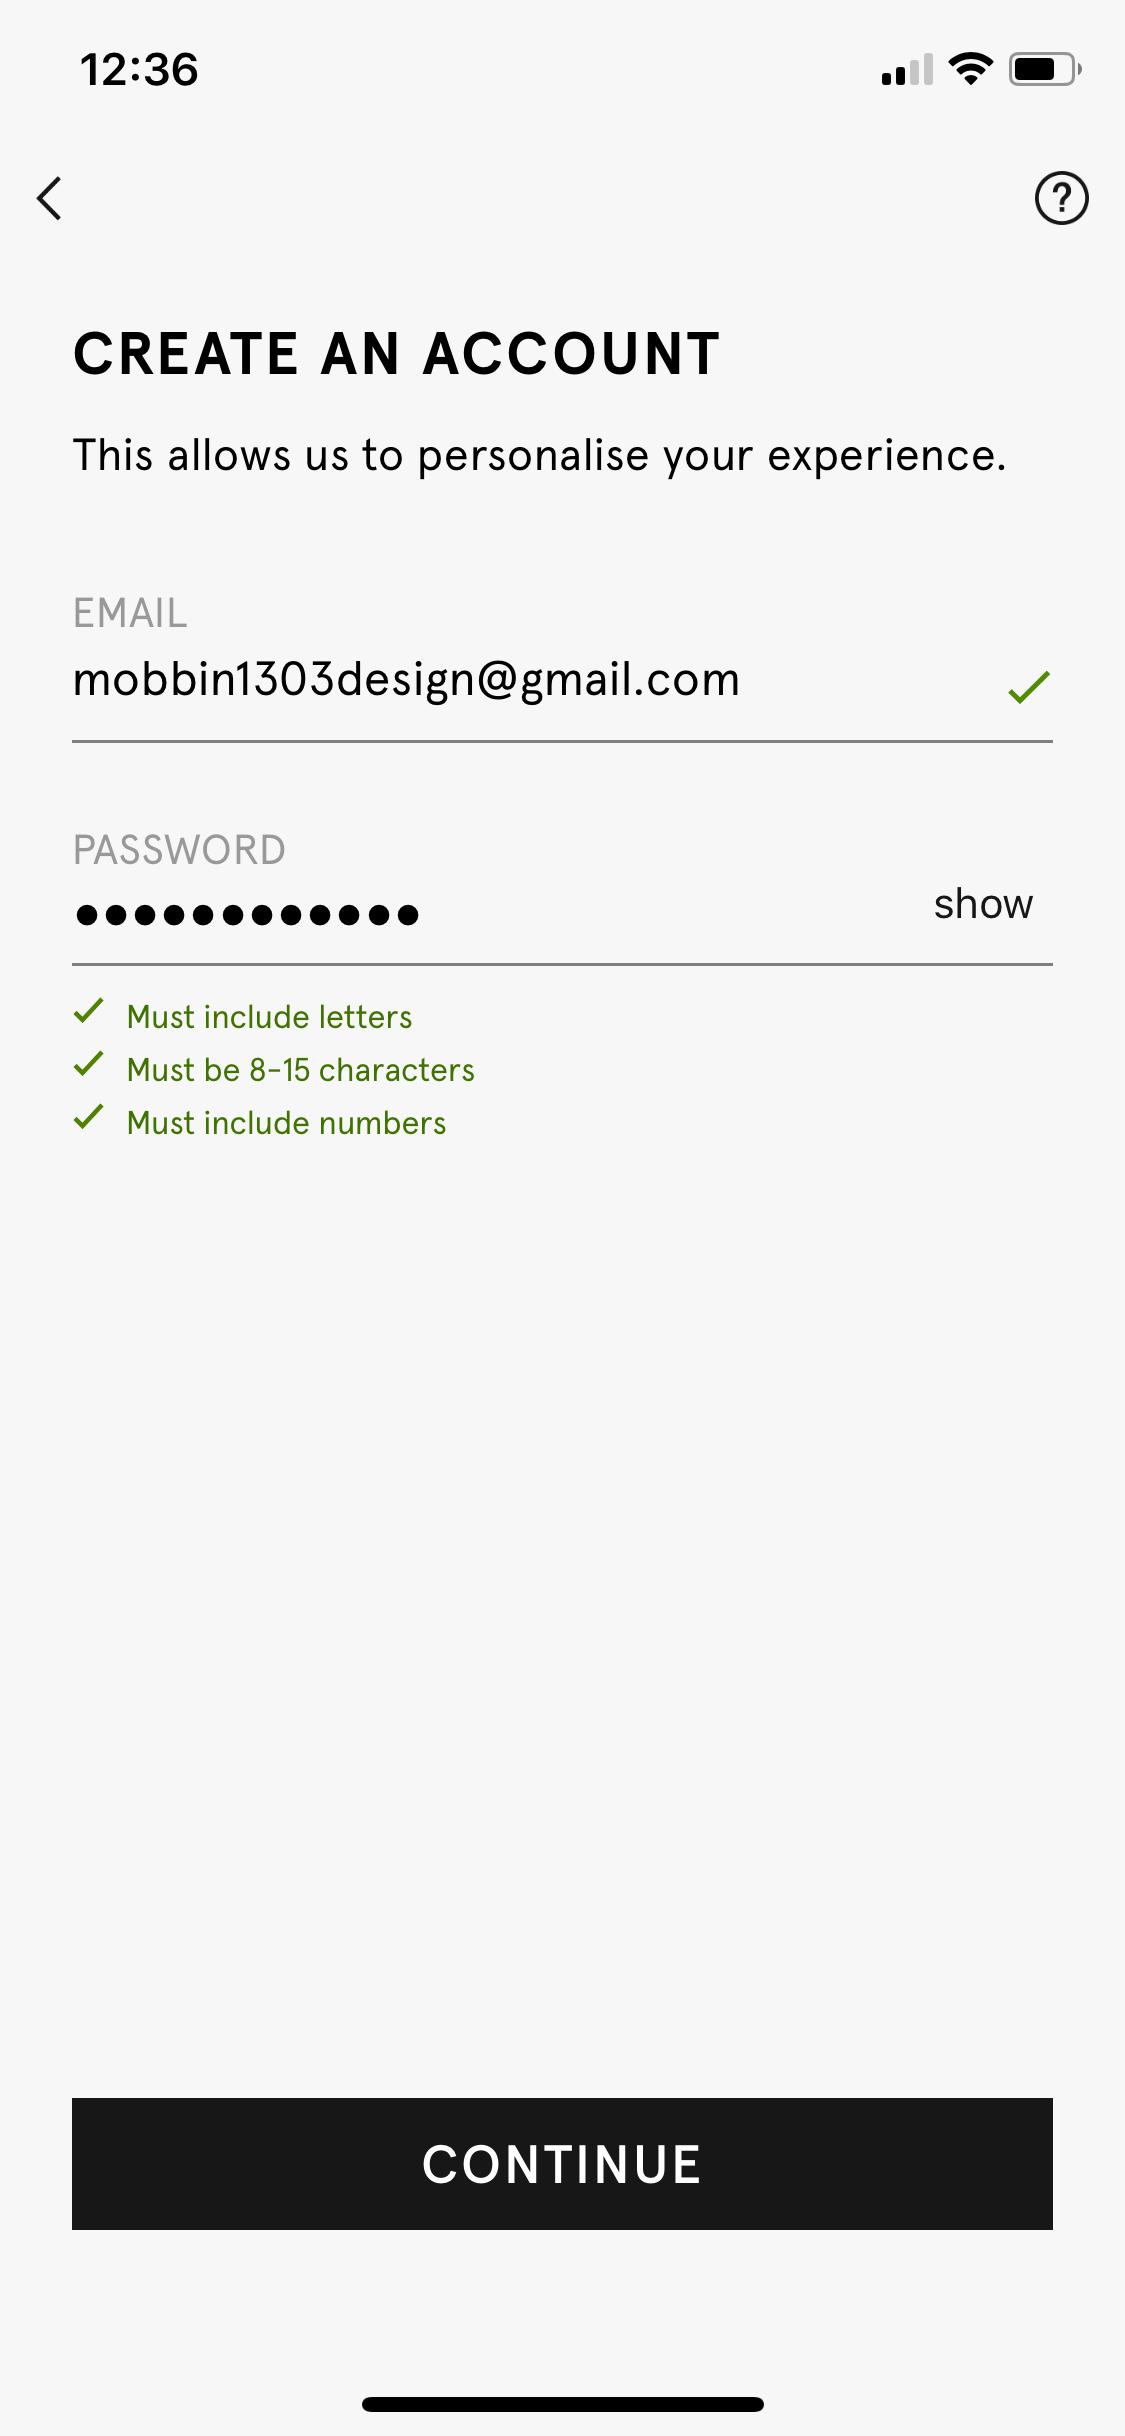 12:36
?
CREATE AN ACCOUNT
This allows us to personalise your experience.
EMAIL
mobbin1303design@gmail.com
PASSWORD
●●●●●●●●●●●●
show
Must include letters
Must be 8-15 characters
Must include numbers
CONTINUE